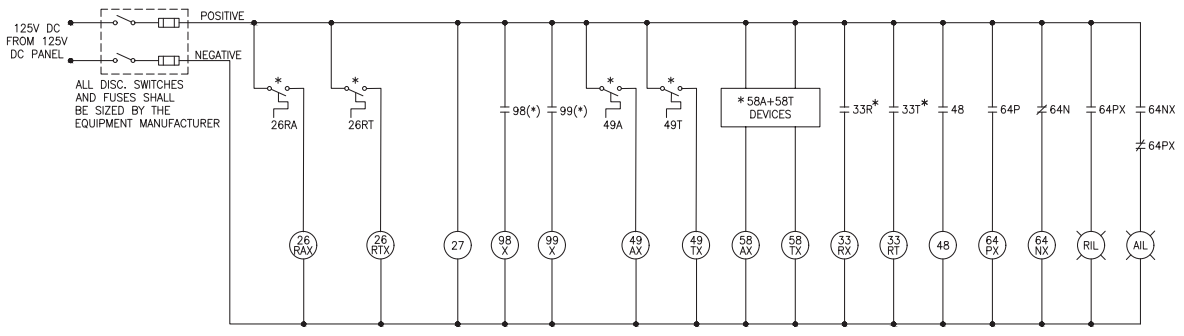 POSITIVE
125V DC
FROM 125V
DC PANEL
NEGATIVE
ALL DISC. SWITCHES
AND FUSES SHALL
BE SIZED BY THE
EQUIPMENT MANUFACTURER
*
26RA
*
26RT
98(*)
99(*)
*
49A
*
49T
* 58A+58T
DEVICES
33R*
33T*
48
64P
64N
64PX
64NX
64PX
26
RAX
26
RTX
27
98
X
99
X
49
AX
49
TX
58
AX
58
TX
33
RX
33
RT
48
64
PX
64
NX
RIL
AIL